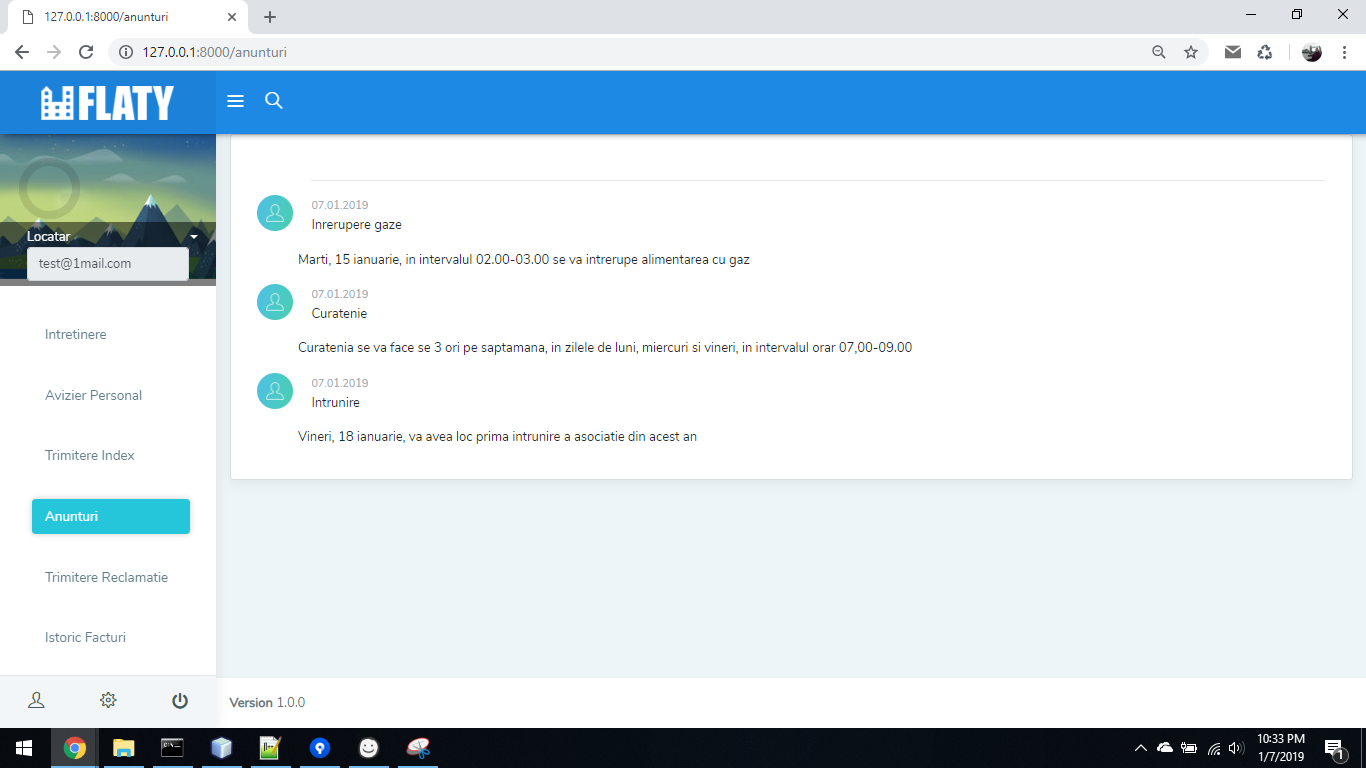 127.0.0.1:8000/anunturi
127.0.0.1:8000/anunturi
FLATY
Locatar
test@1mail.com
Intretinere
Avizier Personal
Trimitere Index
Anunturi
Trimitere Reclamatie
Istoric Facturi
07.01.2019
Inrerupere gaze
Marti, 15 ianuarie, in intervalul 02.00-03.00 se va intrerupe alimentarea cu gaz
07.01.2019
Curatenie
Curatenia se va face se 3 ori pe saptamana, in zilele de luni, miercuri si vineri, in intervalul orar 07,00-09.00
07.01.2019
Intrunire
Vineri, 18 ianuarie, va avea loc prima intrunire a asociatie din acest an
Version 1.0.0
10:33 PM
1/7/2019
1